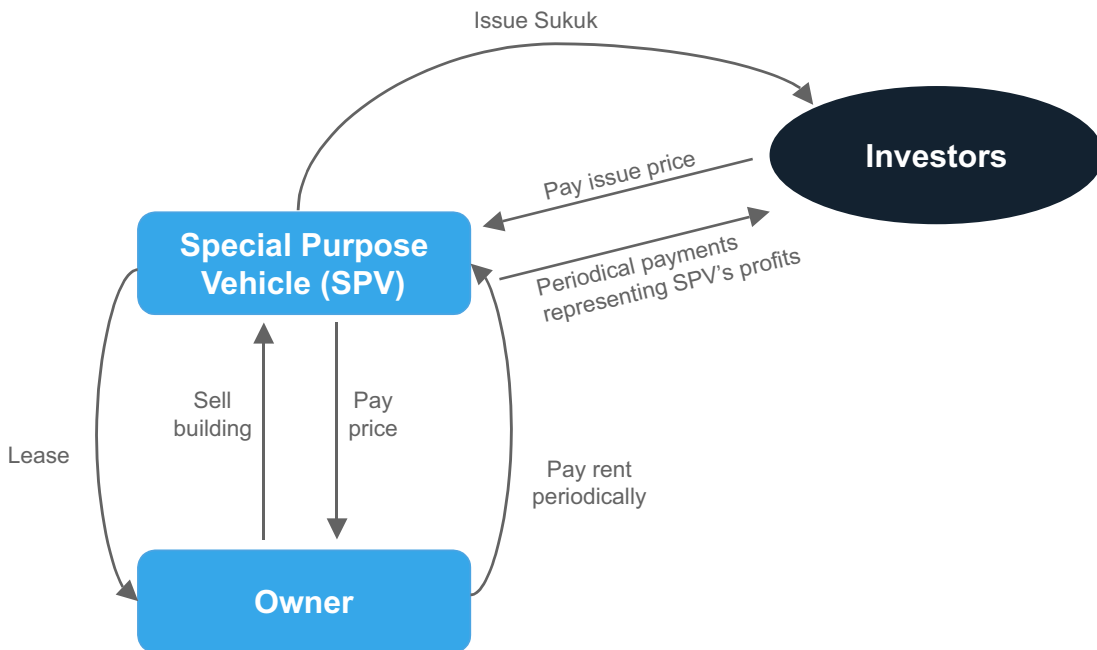 Issue Sukuk
Investors
Pay issue price
Special Purpose
Vehicle (SPV)
Periodical payments
representing SPV’s profits
Sell
building
Pay
price
Lease
Pay rent
periodically
Owner